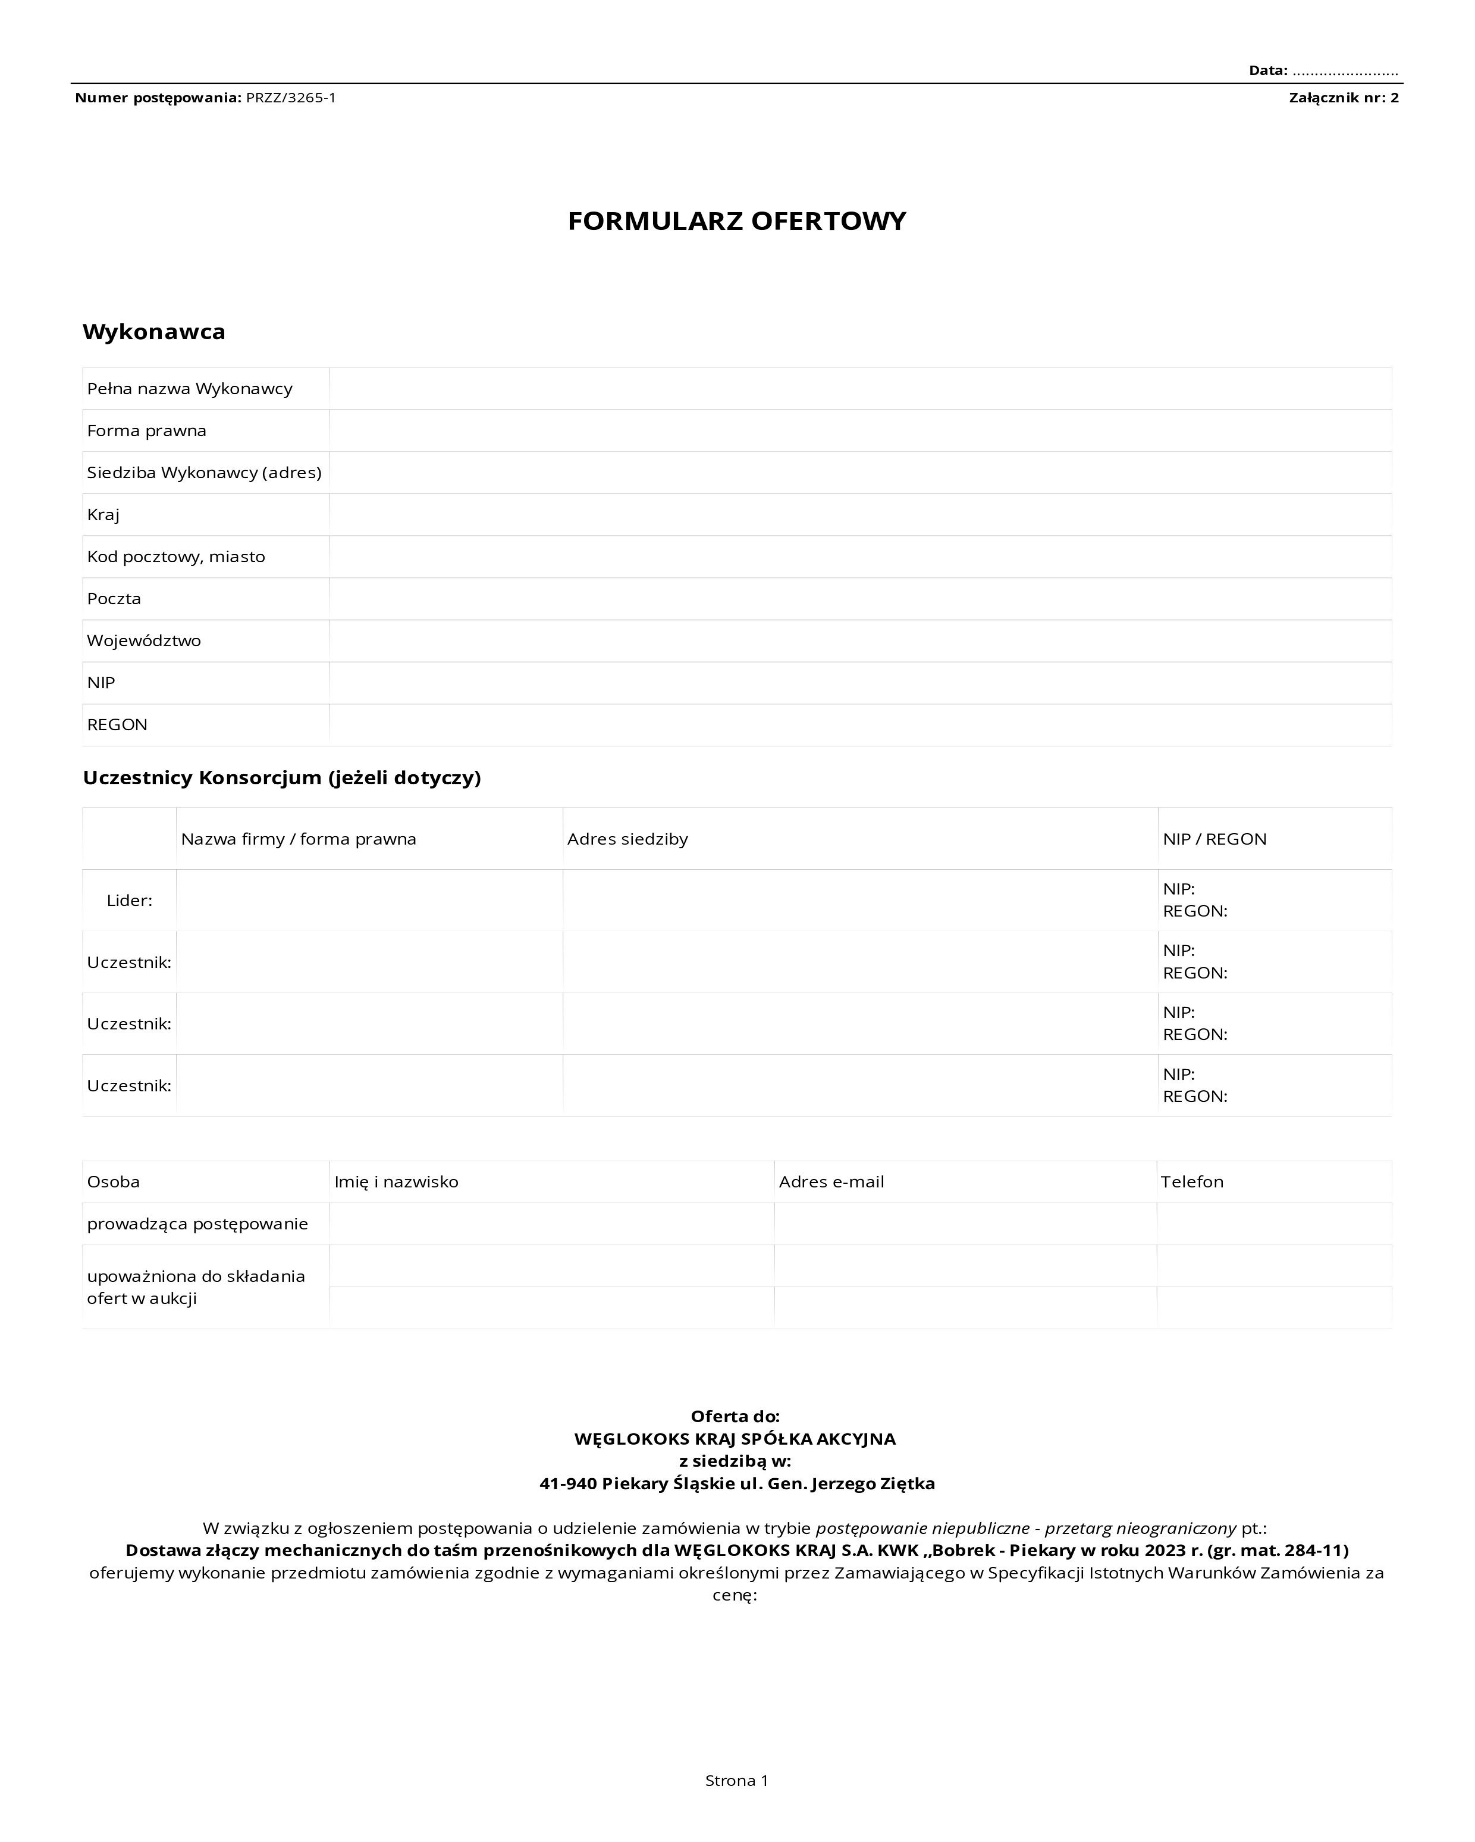 Data: ........................
Numer postępowania: PRZZ/3265-1
Załącznik nr: 2
FORMULARZ OFERTOWY
Wykonawca
Pełna nazwa Wykonawcy
Forma prawna
Siedziba Wykonawcy (adres)
Kraj
Kod pocztowy, miasto
Poczta
Województwo
NIP
REGON
Uczestnicy Konsorcjum (jeżeli dotyczy)
Nazwa firmy / forma prawna
Adres siedziby
NIP / REGON
Lider:
NIP:
REGON:
Uczestnik:
NIP:
REGON:
Uczestnik:
NIP:
REGON:
Uczestnik:
NIP:
REGON:
Osoba
Imię i nazwisko
Adres e-mail
Telefon
prowadząca postępowanie
upoważniona do składania
ofert w aukcji
Oferta do:
WĘGLOKOKS KRAJ SPÓŁKA AKCYJNA
z siedzibą w:
41-940 Piekary Śląskie ul. Gen. Jerzego Ziętka
W związku z ogłoszeniem postępowania o udzielenie zamówienia w trybie postępowanie niepubliczne - przetarg nieograniczony pt.:
Dostawa złączy mechanicznych do taśm przenośnikowych dla WĘGLOKOKS KRAJ S.A. KWK ,,Bobrek - Piekary w roku 2023 r. (gr. mat. 284-11)
oferujemy wykonanie przedmiotu zamówienia zgodnie z wymaganiami określonymi przez Zamawiającego w Specyfikacji Istotnych Warunków Zamówienia za
cenę:
Strona 1